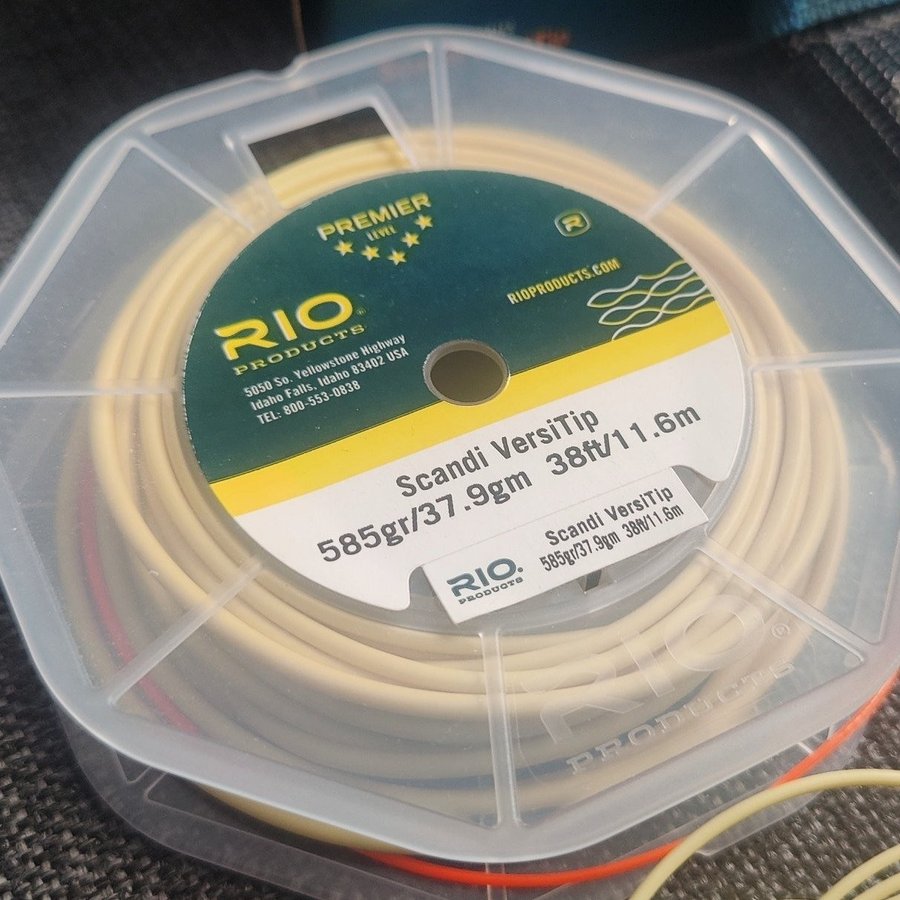 PREMIER
LEVEL
R
RIOPRODUCTS.COM
RIO®
PRODUCTS
5050 So. Yellowstone Highway
Idaho Falls, Idaho 83402 USA
TEL: 800-553-0838
Scandi VersiTip
585gr/37.9gm 38ft/11.6m
RIO®
PRODUCTS
Scandi VersiTip
585gr/37.9gm 38ft/11.6m
RIO®
PRODUCTS